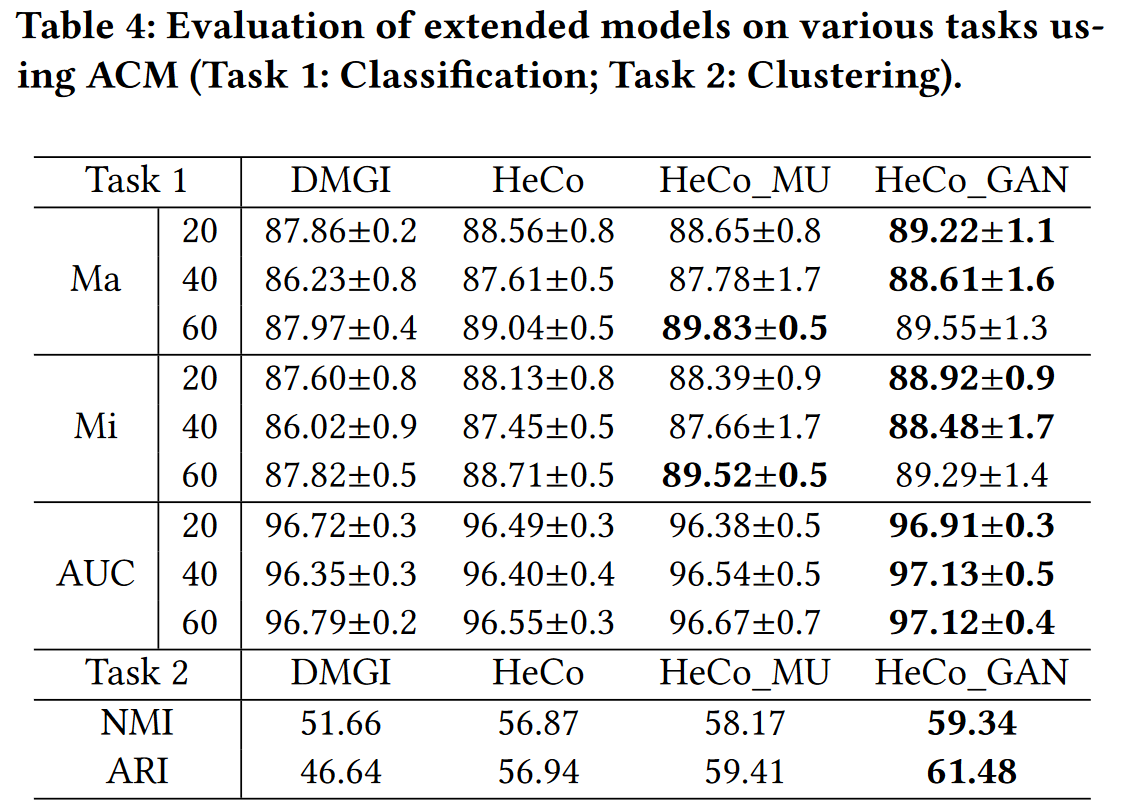 Table 4: Evaluation of extended models on various tasks us-
ing ACM (Task 1: Classification; Task 2: Clustering).
Task 1 DMGI HeCo HeCo_MU HeCo_GAN
20 87.86±0.2 88.56±0.8 88.65±0.8 89.22±1.1
Ma 40 86.23±0.8 87.61±0.5 87.78±1.7 88.61±1.6
60 87.97±0.4 89.04±0.5 89.83±0.5 89.55±1.3
20 87.60±0.8 88.13±0.8 88.39±0.9 88.92±0.9
Mi 40 86.02±0.9 87.45±0.5 87.66±1.7 88.48±1.7
60 87.82±0.5 88.71±0.5 89.52±0.5 89.29±1.4
20 96.72±0.3 96.49±0.3 96.38±0.5 96.91±0.3
AUC 40 96.35±0.3 96.40±0.4 96.54±0.5 97.13±0.5
60 96.79±0.2 96.55±0.3 96.67±0.7 97.12±0.4
Task 2 DMGI HeCo HeCo_MU HeCo_GAN
NMI 51.66 56.87 58.17 59.34
ARI 46.64 56.94 59.41 61.48